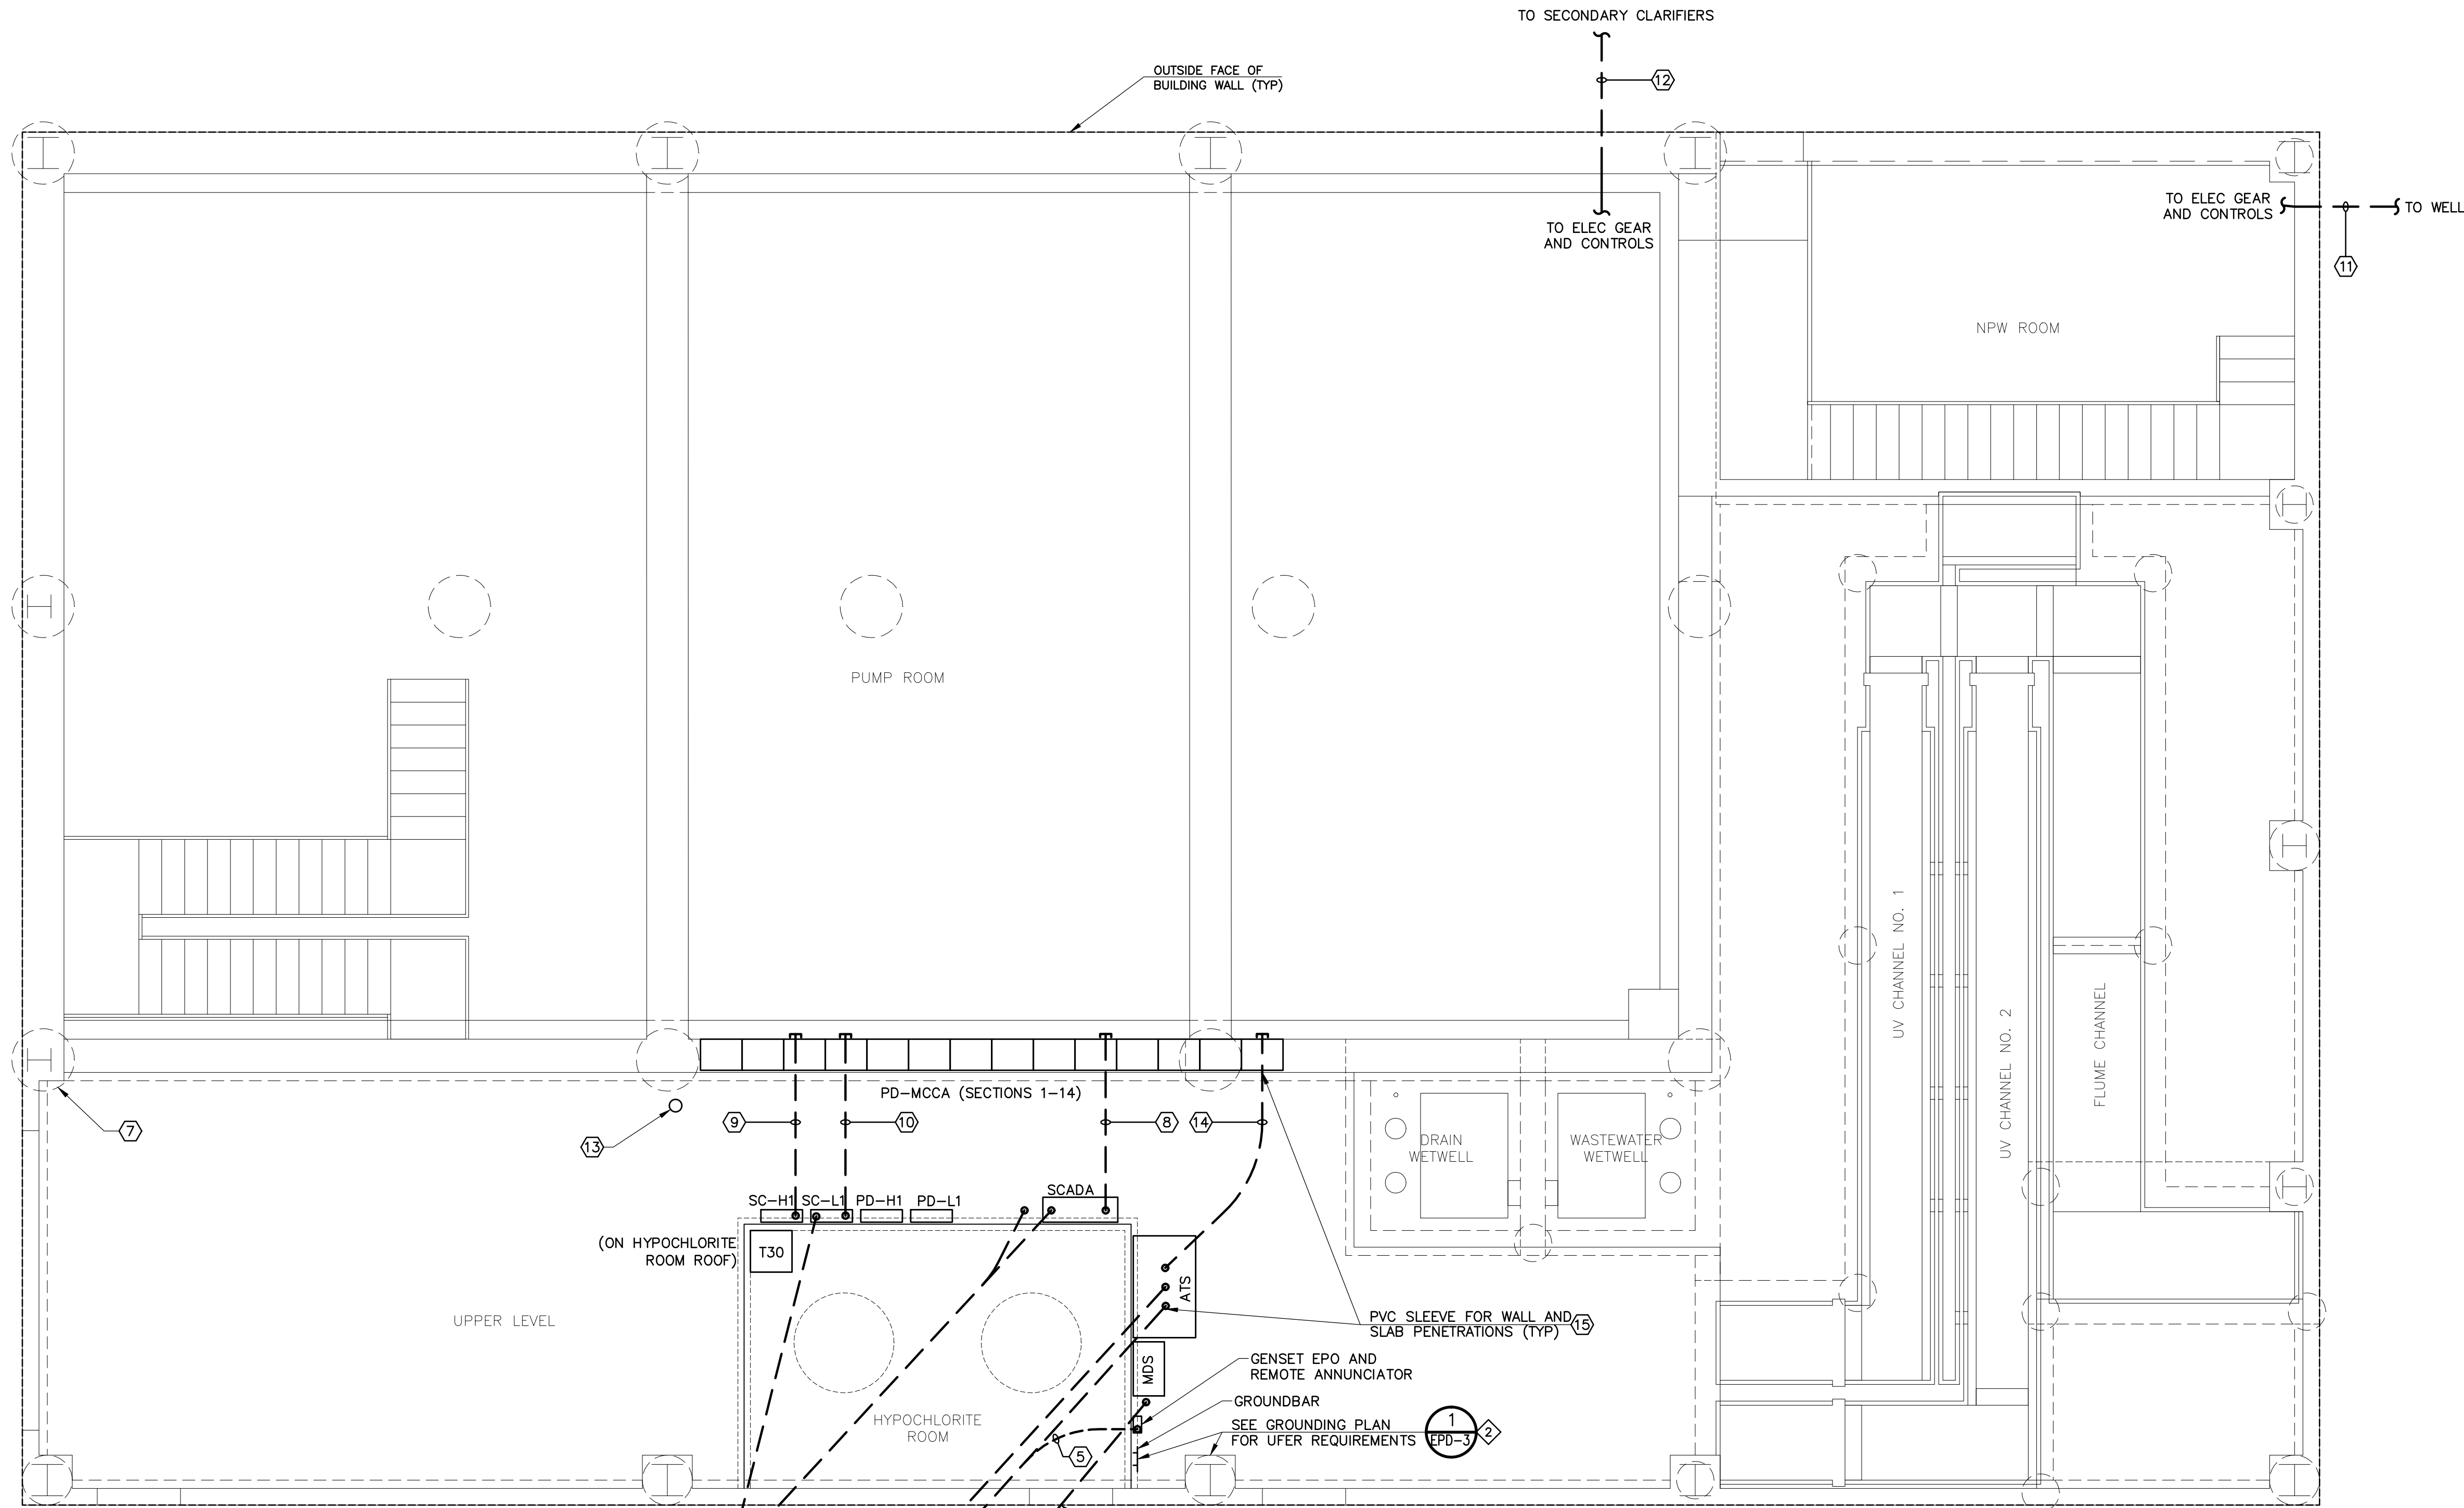 TO SECONDARY CLARIFIERS
OUTSIDE FACE OF
BUILDING WALL (TYP)
12
TO ELEC GEAR
AND CONTROLS
TO ELEC GEAR
AND CONTROLS
TO WELL
11
NPW ROOM
PUMP ROOM
UV CHANNEL NO. 1
UV CHANNEL NO. 2
FLUME CHANNEL
PD-MCCA (SECTIONS 1-14)
7
13
9
10
8
14
DRAIN
WETWELL
WASTEWATER
WETWELL
SC-H1
SC-L1
PD-H1
PD-L1
SCADA
(ON HYPOCHLORITE
ROOM ROOF)
T30
ATS
UPPER LEVEL
PVC SLEEVE FOR WALL AND
SLAB PENETRATIONS (TYP)
15
MDS
GENSET EPO AND
REMOTE ANNUNCIATOR
GROUNDBAR
HYPOCHLORITE
ROOM
SEE GROUNDING PLAN
FOR UFER REQUIREMENTS
1
EPD-3
2
5